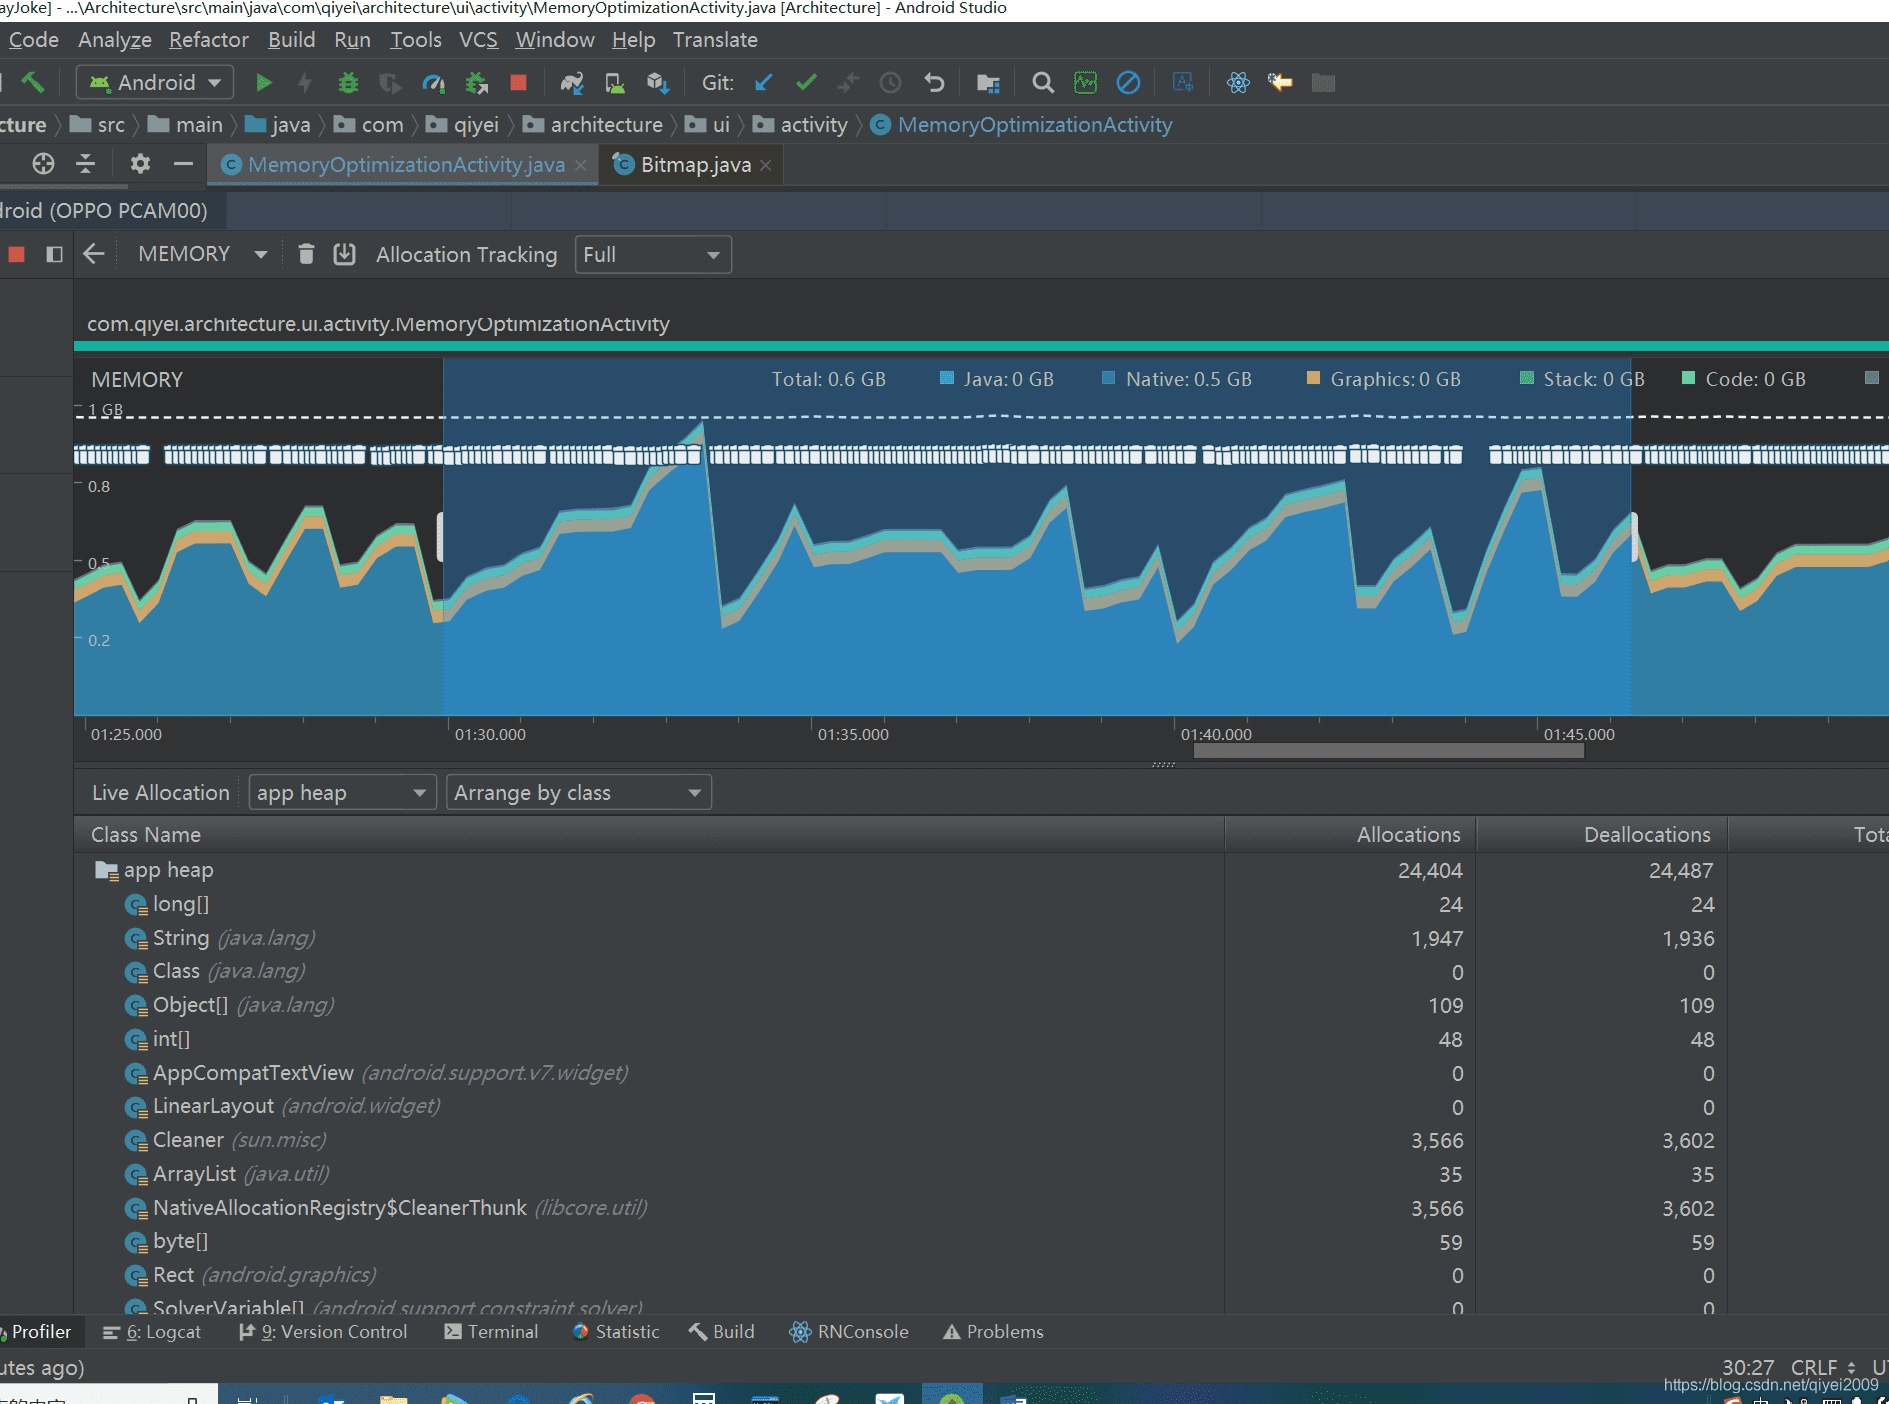 ayJoke] - ...\Architecture\src\main\java\com\qiyei\architecture\ui\activity\MemoryOptimizationActivity.java [Architecture] - Android Studio
Code Analyze Refactor Build Run Tools VCS Window Help Translate
Android Git:
cture src main java com qiyei architecture ui activity MemoryOptimizationActivity
MemoryOptimizationActivity.java Bitmap.java
droid (OPPO PCAM00)
MEMORY Allocation Tracking Full
com.qiyei.architecture.ui.activity.MemoryOptimizationActivity
MEMORY Total: 0.6 GB Java: 0 GB Native: 0.5 GB Graphics: 0 GB Stack: 0 GB Code: 0 GB
1 GB
0.8
0.5
0.2
01:25.000 01:30.000 01:35.000 01:40.000 01:45.000
Live Allocation app heap Arrange by class
Class Name Allocations Deallocations Tota
app heap 24,404 24,487
long[] 24 24
String (java.lang) 1,947 1,936
Class (java.lang) 0 0
Object[] (java.lang) 109 109
int[] 48 48
AppCompatTextView (android.support.v7.widget) 0 0
LinearLayout (android.widget) 0 0
Cleaner (sun.misc) 3,566 3,602
ArrayList (java.util) 35 35
NativeAllocationRegistry$CleanerThunk (libcore.util) 3,566 3,602
byte[] 59 59
Rect (android.graphics) 0 0
SolverVariable[] (android.support.constraint.solver) 0 0
Profiler 6: Logcat 9: Version Control Terminal Statistic Build RNConsole Problems
utes ago) 30:27 CRLF UT
https://blog.csdn.net/qiyei2009